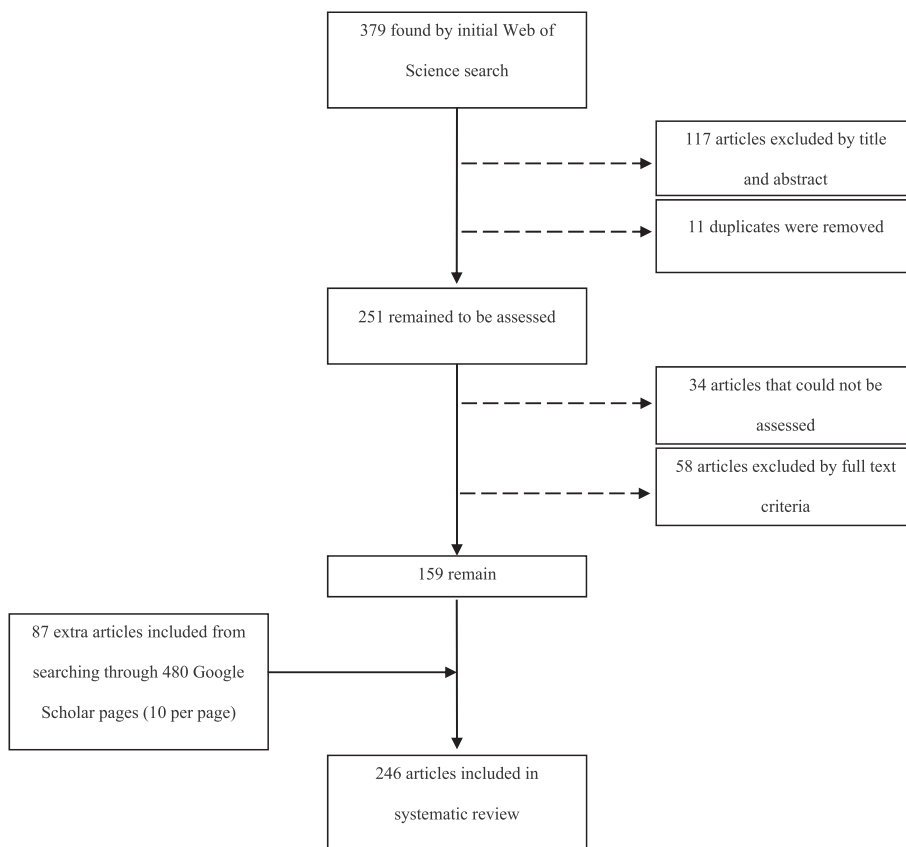 379 found by initial Web of
Science search
117 articles excluded by title
and abstract
11 duplicates were removed
251 remained to be assessed
34 articles that could not be
assessed
58 articles excluded by full text
criteria
159 remain
87 extra articles included from
searching through 480 Google
Scholar pages (10 per page)
246 articles included in
systematic review